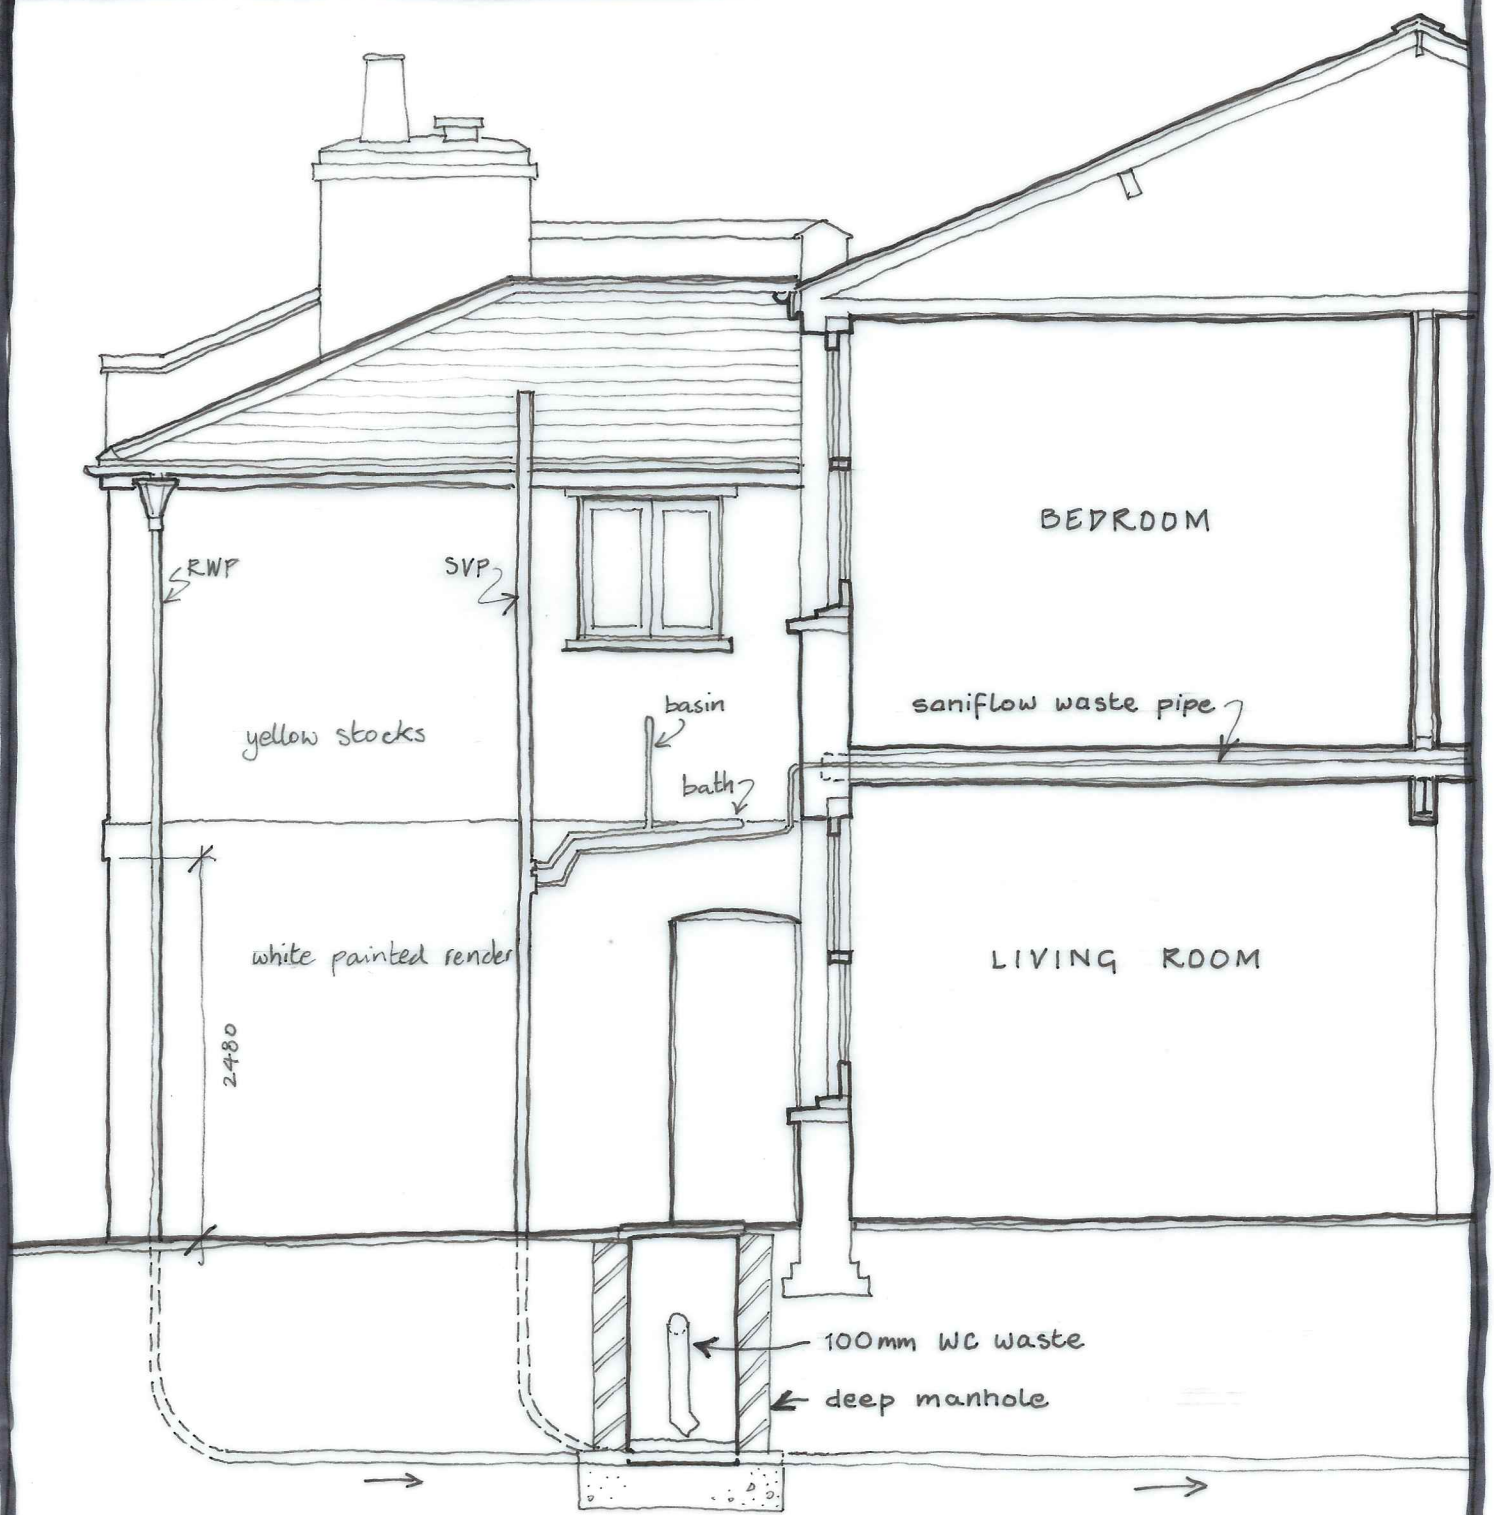 BEDROOM
RWP
SVP
saniflow waste pipe
basin
yellow stocks
bath
white painted render
LIVING ROOM
2480
100mm WC waste
deep manhole